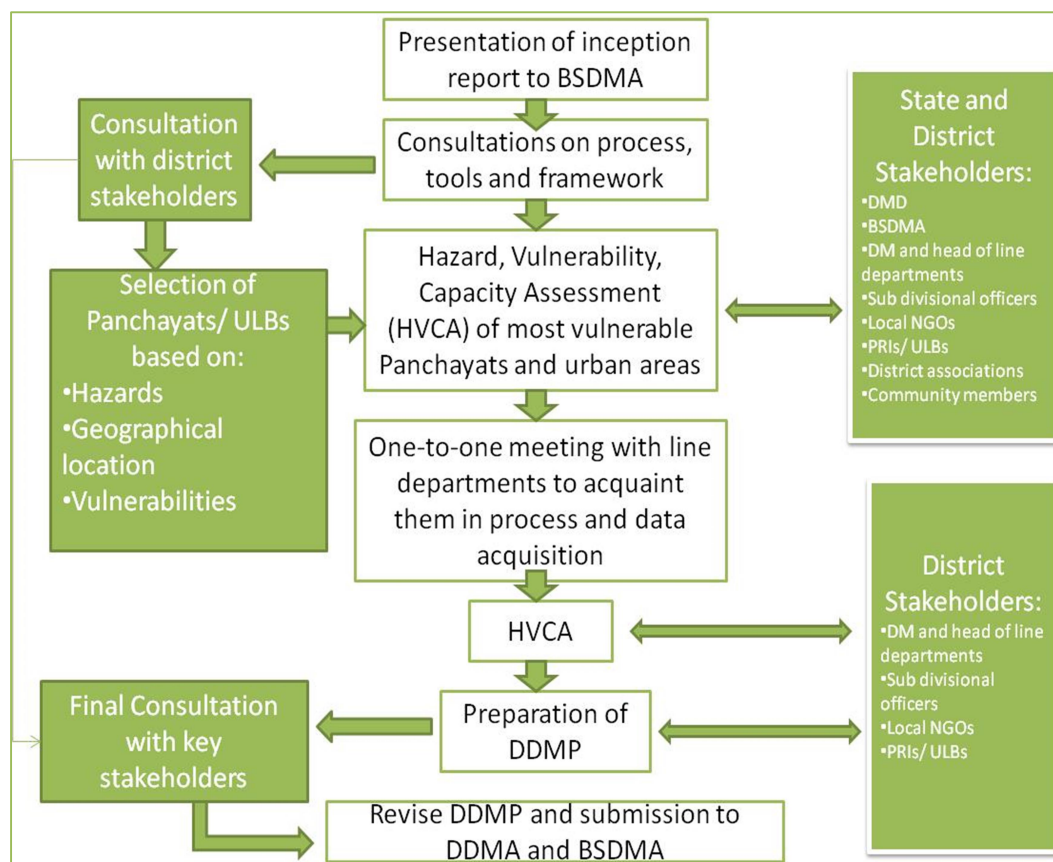 Presentation of inception
report to BSDMA
Consultation
with district
stakeholders
Consultations on process,
tools and framework
Selection of
Panchayats/ ULBs
based on:
•Hazards
•Geographical
location
•Vulnerabilities
Hazard, Vulnerability,
Capacity Assessment
(HVCA) of most vulnerable
Panchayats and urban areas
State and
District
Stakeholders:
•DMD
•BSDMA
•DM and head of line
departments
•Sub divisional officers
•Local NGOs
•PRIs/ ULBs
•District associations
•Community members
One-to-one meeting with line
departments to acquaint
them in process and data
acquisition
HVCA
District
Stakeholders:
•DM and head of line
departments
•Sub divisional
officers
•Local NGOs
•PRIs/ ULBs
Preparation of
DDMP
Final Consultation
with key
stakeholders
Revise DDMP and submission to
DDMA and BSDMA